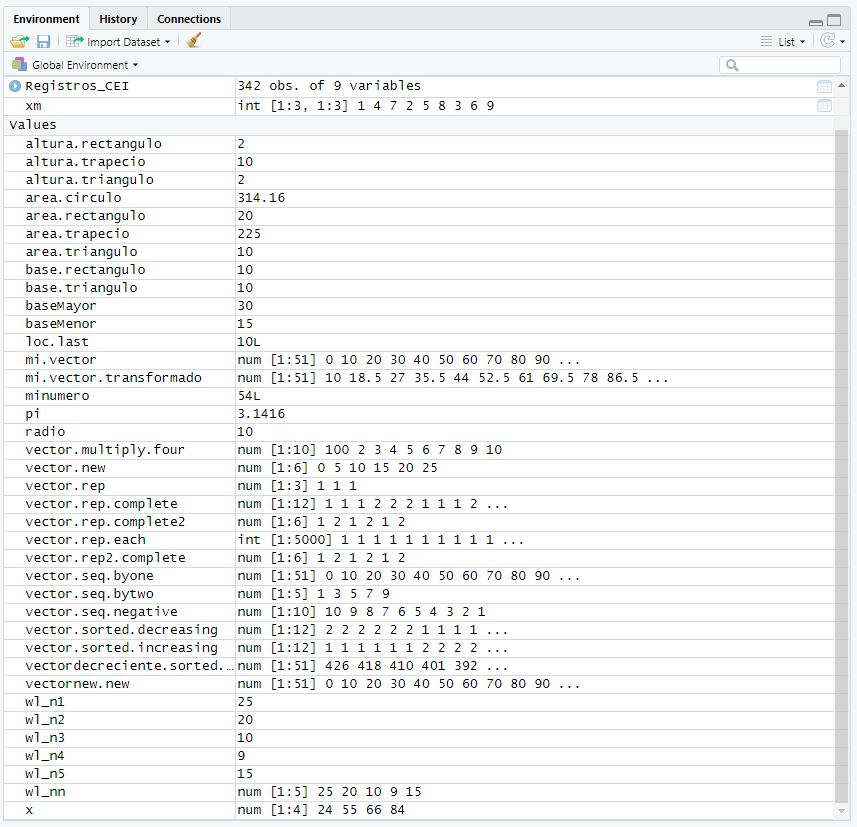 Environment History Connections
Import Dataset List
Global Environment
Registros_CEI 342 obs. of 9 variables
xm int [1:3, 1:3] 1 4 7 2 5 8 3 6 9
Values
altura.rectangulo 2
altura.trapecio 10
altura.triangulo 2
area.circulo 314.16
area.rectangulo 20
area.trapecio 225
area.triangulo 10
base.rectangulo 10
base.triangulo 10
baseMayor 30
baseMenor 15
loc.last 10L
mi.vector num [1:51] 0 10 20 30 40 50 60 70 80 90 ...
mi.vector.transformado num [1:51] 10 18.5 27 35.5 44 52.5 61 69.5 78 86.5 ...
minumero 54L
pi 3.1416
radio 10
vector.multiply.four num [1:10] 100 2 3 4 5 6 7 8 9 10
vector.new num [1:6] 0 5 10 15 20 25
vector.rep num [1:3] 1 1 1
vector.rep.complete num [1:12] 1 1 1 2 2 2 1 1 1 2 ...
vector.rep.complete2 num [1:6] 1 2 1 2 1 2
vector.rep.each int [1:5000] 1 1 1 1 1 1 1 1 1 1 ...
vector.rep2.complete num [1:6] 1 2 1 2 1 2
vector.seq.byone num [1:51] 0 10 20 30 40 50 60 70 80 90 ...
vector.seq.bytwo num [1:5] 1 3 5 7 9
vector.seq.negative num [1:10] 10 9 8 7 6 5 4 3 2 1
vector.sorted.decreasing num [1:12] 2 2 2 2 2 2 1 1 1 1 ...
vector.sorted.increasing num [1:12] 1 1 1 1 1 1 2 2 2 2 ...
vectordecreciente.sorted.… num [1:51] 426 418 410 401 392 ...
vectornew.new num [1:51] 0 10 20 30 40 50 60 70 80 90 ...
wl_n1 25
wl_n2 20
wl_n3 10
wl_n4 9
wl_n5 15
wl_nn num [1:5] 25 20 10 9 15
x num [1:4] 24 55 66 84